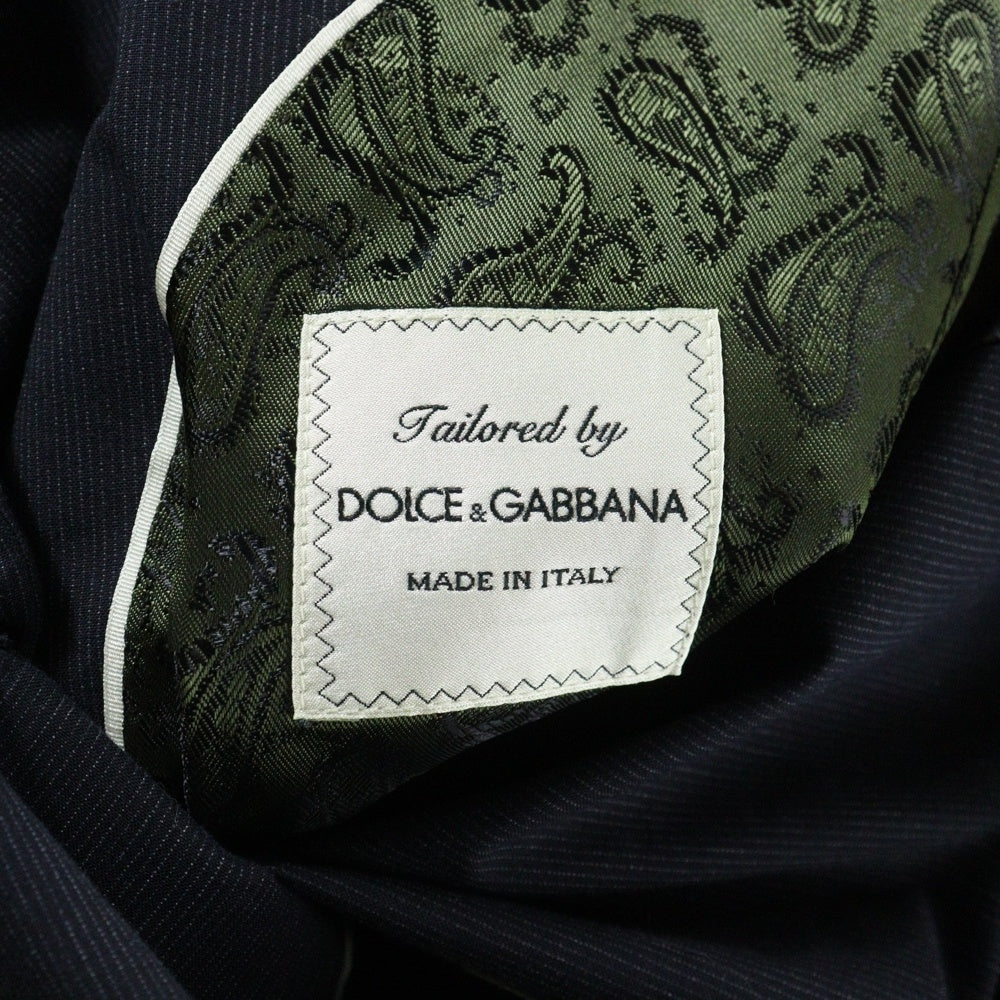 Tailored by
DOLCE & GABBANA
MADE IN ITALY